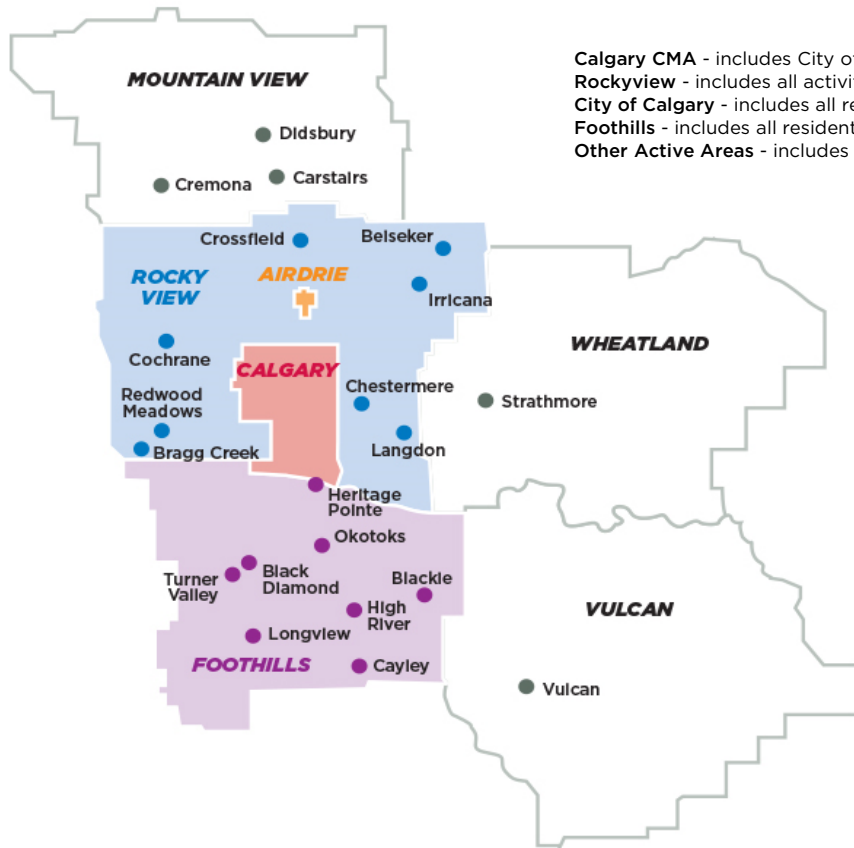 Calgary CMA - includes City of
Rockyview - includes all activi
City of Calgary - includes all re
Foothills - includes all resident
Other Active Areas - includes
MOUNTAIN VIEW
Didsbury
Cremona
Carstairs
Crossfield
Beiseker
ROCKY
VIEW
AIRDRIE
Irricana
Cochrane
WHEATLAND
CALGARY
Redwood
Meadows
Chestermere
Strathmore
Bragg Creek
Langdon
Heritage
Pointe
Okotoks
Turner
Valley
Black
Diamond
Blackie
High
River
VULCAN
Longview
FOOTHILLS
Cayley
Vulcan